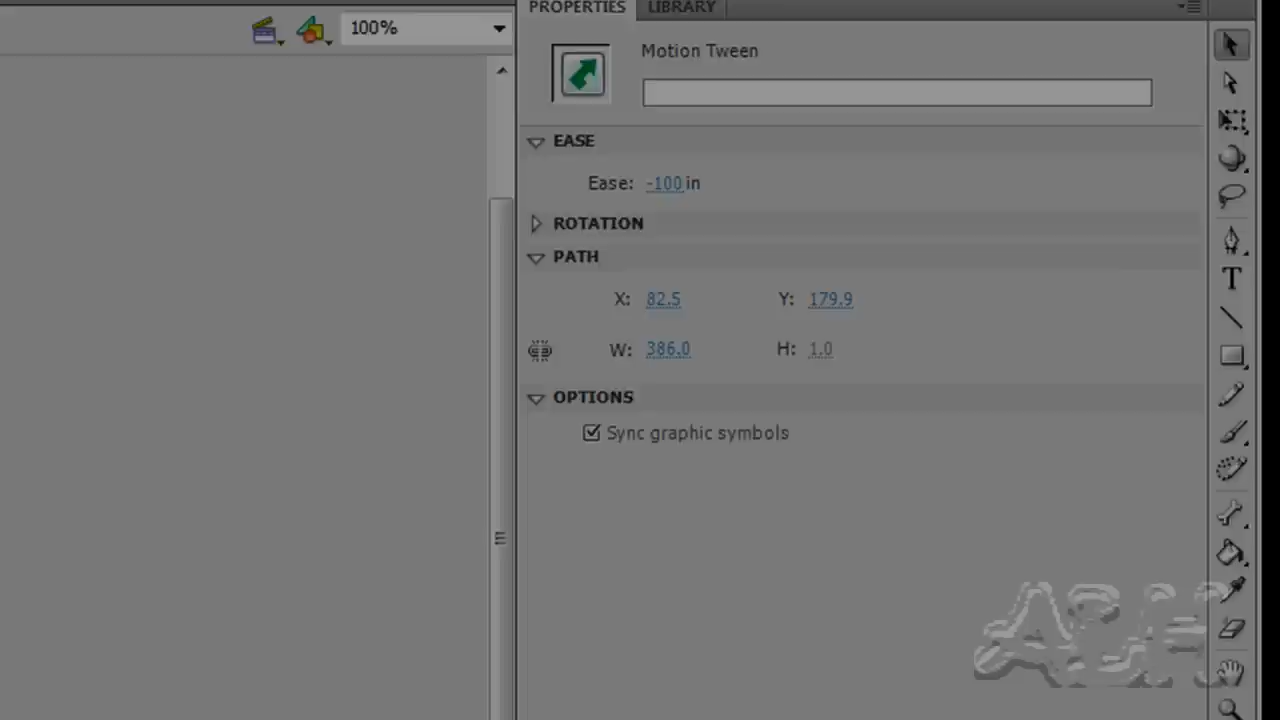 PROPERTIES LIBRARY
100%
Motion Tween
EASE
Ease: -100 in
ROTATION
PATH
X: 82.5 Y: 179.9
W: 386.0 H: 1.0
OPTIONS
Sync graphic symbols